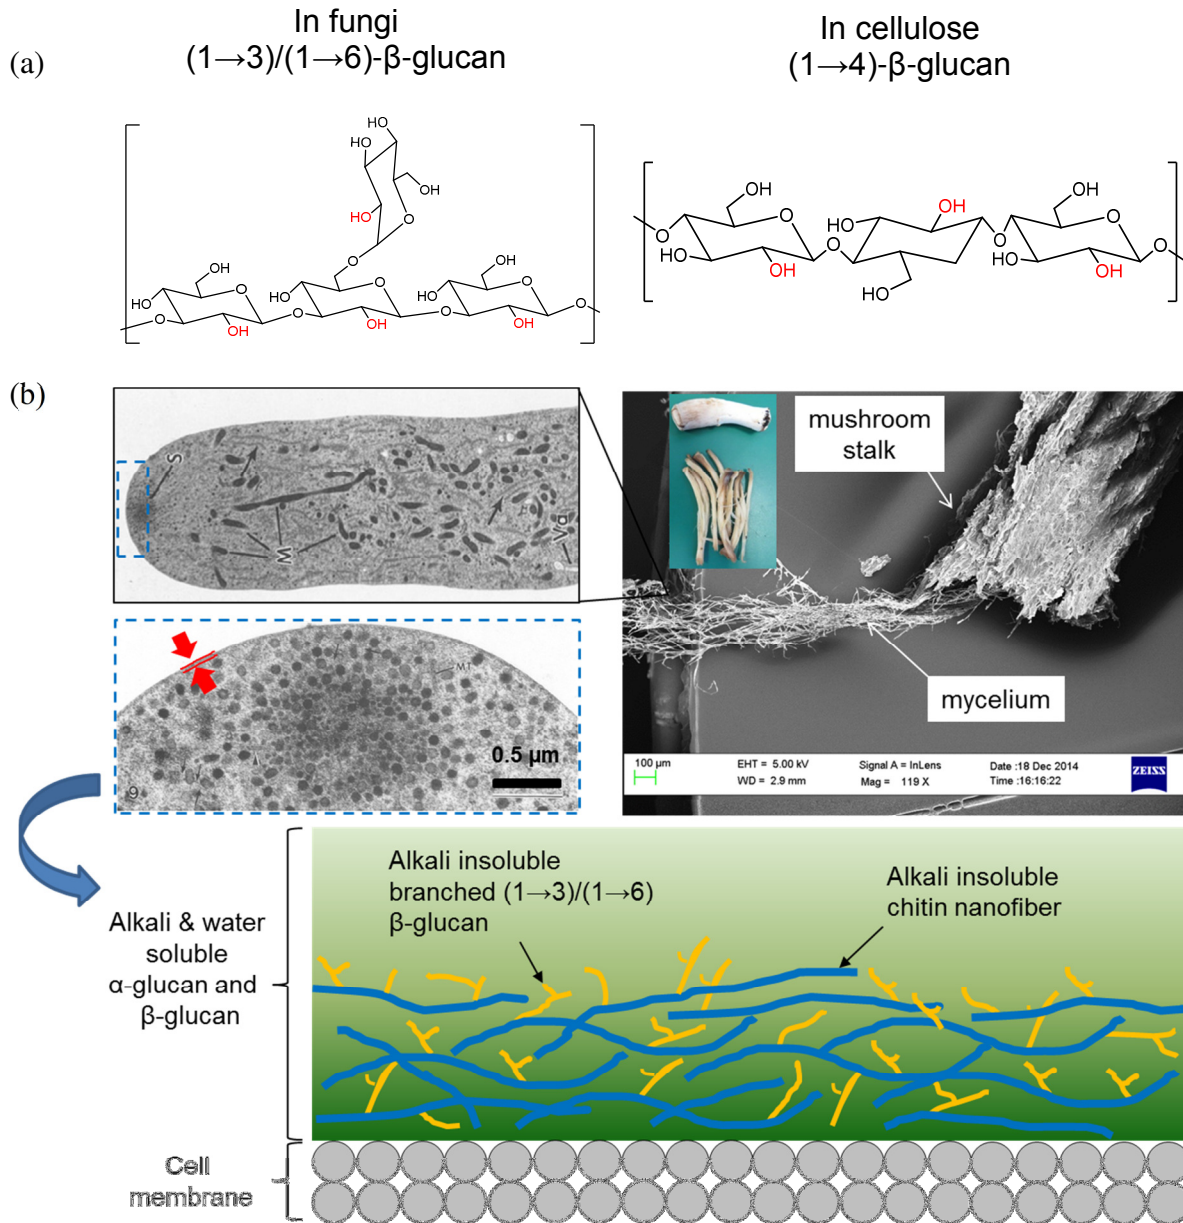 In fungi
(1→3)/(1→6)-β-glucan
In cellulose
(1→4)-β-glucan
(a)
HO
HO
HO
OH
HO
O
O
OH
OH
OH
HO
O
HO
O
HO
O
O
OH
O
OH
O
OH
O
OH
O
O
HO
OH
O
HO
OH
OH
O
O
HO
OH
O
HO
OH
O
(b)
S
M
Va
mushroom
stalk
mycelium
MT
0.5 µm
9
100 µm
EHT = 5.00 kV
WD = 2.9 mm
Signal A = InLens
Mag = 119 X
Date :18 Dec 2014
Time :16:16:22
ZEISS
Alkali insoluble
branched (1→3)/(1→6)
β-glucan
Alkali insoluble
chitin nanofiber
Alkali & water
soluble
α-glucan and
β-glucan
Cell
membrane